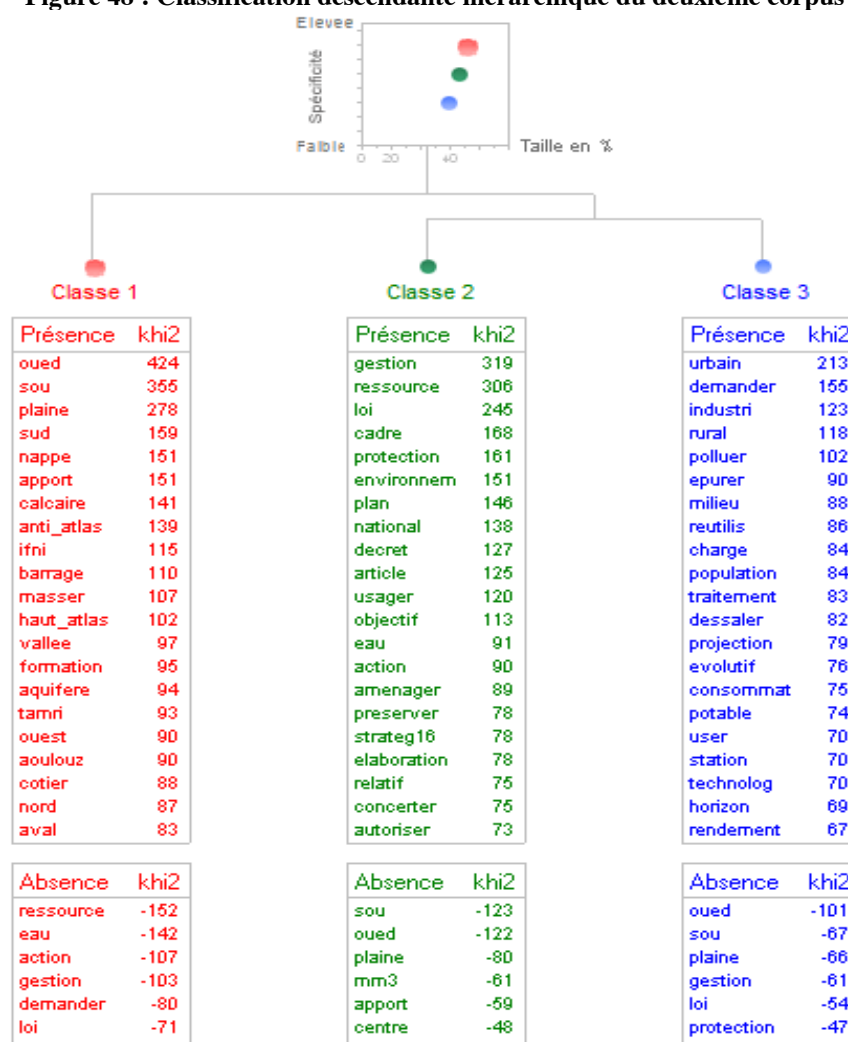 Figure 48 : Classification descendante hiérarchique du deuxième corpus
Elevee
Spécificité
Faible
0 20 40
Taille en %
Classe 1
Présence khi2
oued 424
sou 355
plaine 278
sud 159
nappe 151
apport 151
calcaire 141
anti_atlas 139
ifni 115
barrage 110
masser 107
haut_atlas 102
vallee 97
formation 95
aquifere 94
tamri 93
ouest 90
aoulouz 90
cotier 88
nord 87
aval 83
Absence khi2
ressource -152
eau -142
action -107
gestion -103
demander -80
loi -71
Classe 2
Présence khi2
gestion 319
ressource 306
loi 245
cadre 168
protection 161
environnem 151
plan 146
national 138
decret 127
article 125
usager 120
objectif 113
eau 91
action 90
amenager 89
preserver 78
strateg16 78
elaboration 78
relatif 75
concerter 75
autoriser 73
Absence khi2
sou -123
oued -122
plaine -80
mm3 -61
apport -59
centre -48
Classe 3
Présence khi2
urbain 213
demander 155
industri 123
rural 118
polluer 102
epurer 90
milieu 88
reutilis 86
charge 84
population 84
traitement 83
dessaler 82
projection 79
evolutif 76
consommat 75
potable 74
user 70
station 70
technolog 70
horizon 69
rendement 67
Absence khi2
oued -101
sou -67
plaine -66
gestion -61
loi -54
protection -47